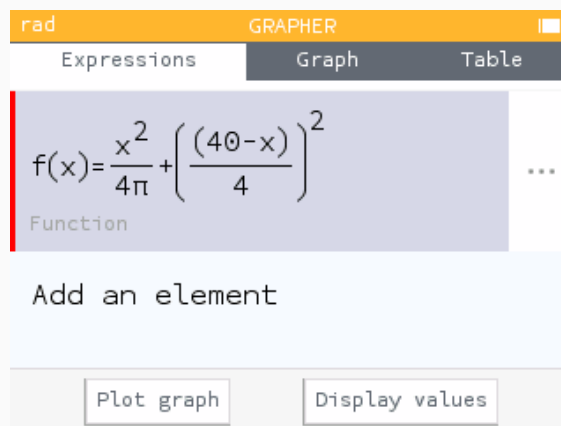 rad GRAPHER
Expressions Graph Table
f(x)=x²/4π+((40-x)/4)²
Function
...
Add an element
Plot graph Display values